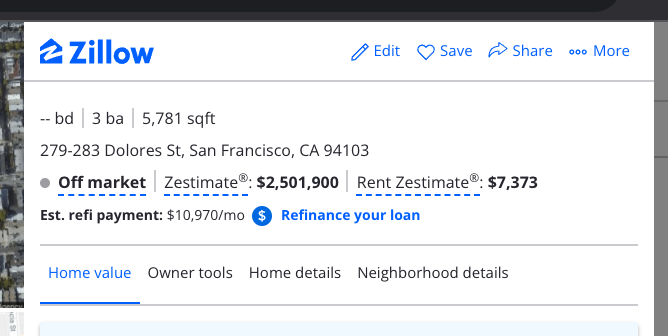 Zillow Edit Save Share More
-- bd 3 ba 5,781 sqft
279-283 Dolores St, San Francisco, CA 94103
Off market Zestimate®: $2,501,900 Rent Zestimate®: $7,373
Est. refi payment: $10,970/mo $ Refinance your loan
Home value Owner tools Home details Neighborhood details